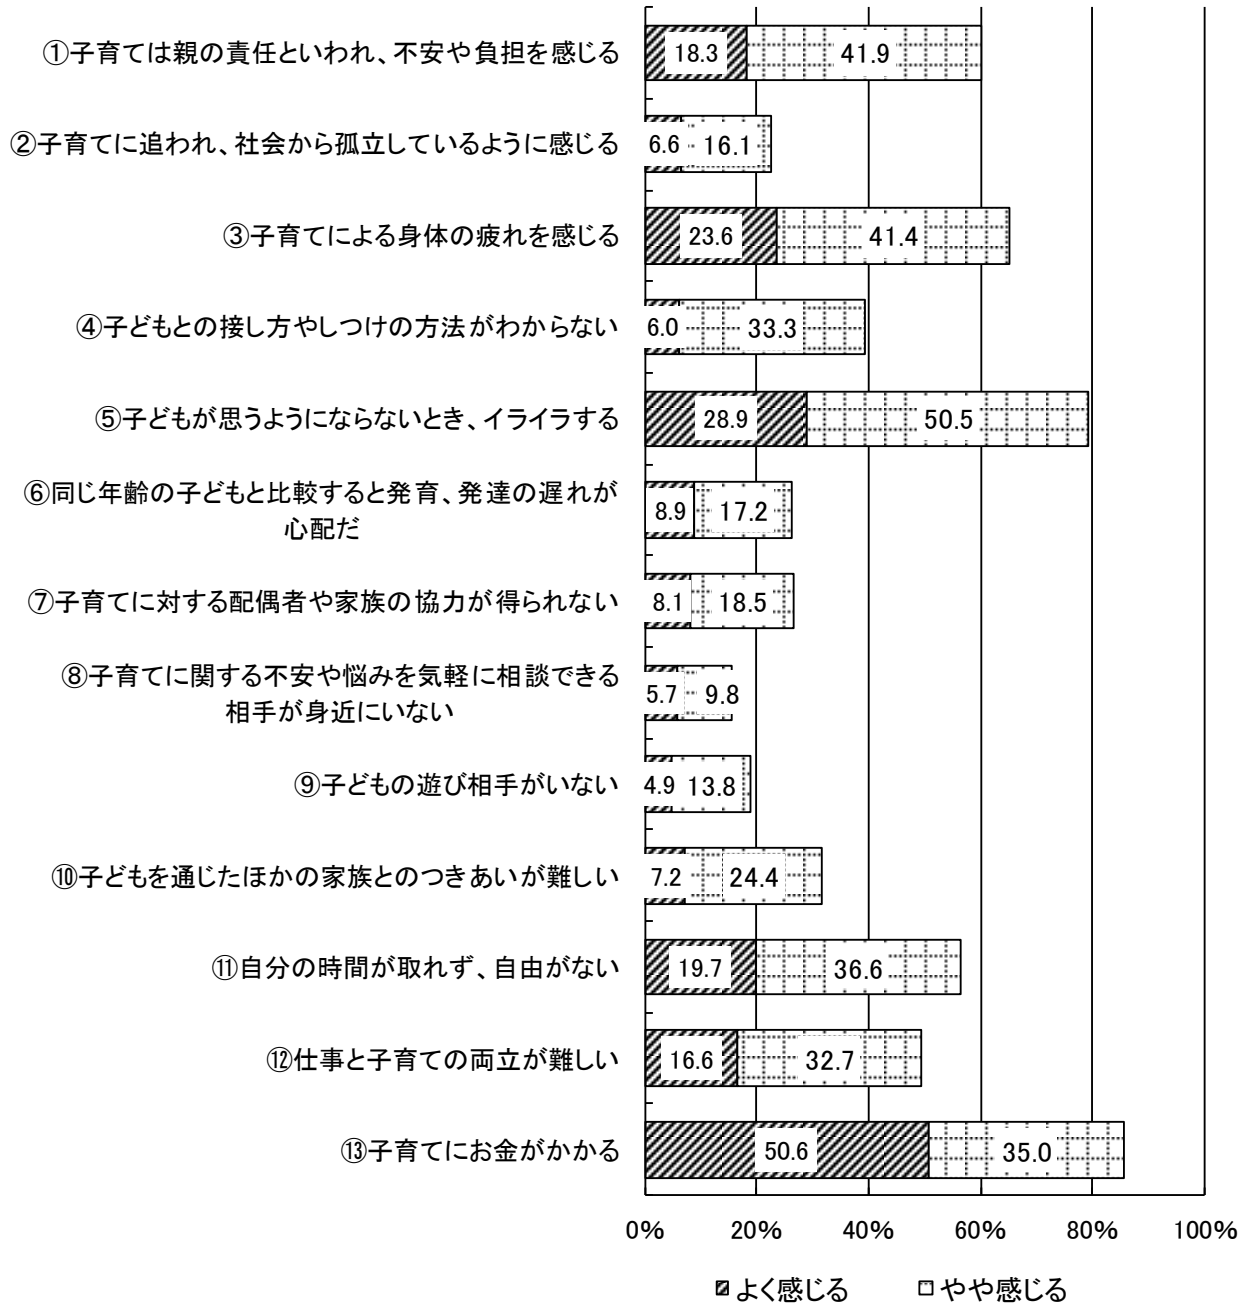 ①子育ては親の責任といわれ、不安や負担を感じる
18.3 41.9
②子育てに追われ、社会から孤立しているように感じる
6.6 16.1
③子育てによる身体の疲れを感じる
23.6 41.4
④子どもとの接し方やしつけの方法がわからない
6.0 33.3
⑤子どもが思うようにならないとき、イライラする
28.9 50.5
⑥同じ年齢の子どもと比較すると発育、発達の遅れが
心配だ
8.9 17.2
⑦子育てに対する配偶者や家族の協力が得られない
8.1 18.5
⑧子育てに関する不安や悩みを気軽に相談できる
相手が身近にいない
5.7 9.8
⑨子どもの遊び相手がいない
4.9 13.8
⑩子どもを通じたほかの家族とのつきあいが難しい
7.2 24.4
⑪自分の時間が取れず、自由がない
19.7 36.6
⑫仕事と子育ての両立が難しい
16.6 32.7
⑬子育てにお金がかかる
50.6 35.0
0% 20% 40% 60% 80% 100%
よく感じる やや感じる